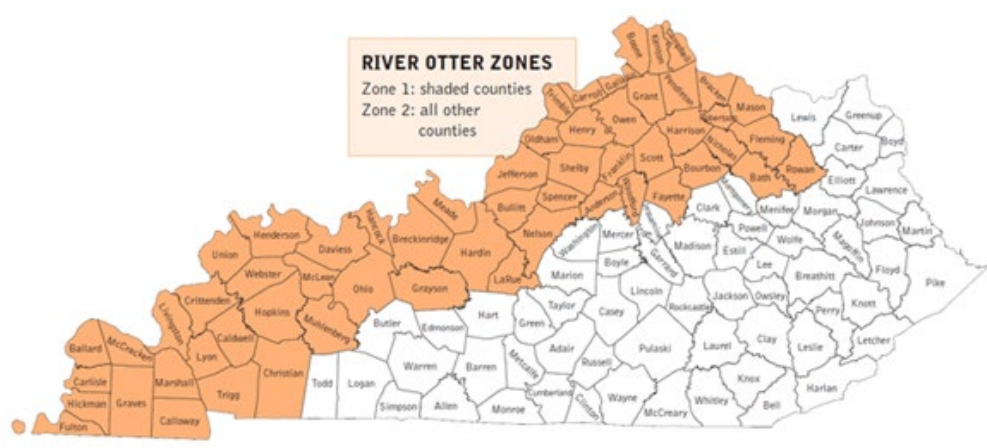 RIVER OTTER ZONES
Zone 1: shaded counties
Zone 2: all other
counties
Boone
Kenton
Campbell
Gallatin
Carroll
Trimble
Grant
Pendleton
Bracken
Mason
Robertson
Owen
Henry
Oldham
Harrison
Fleming
Nicholas
Lewis
Greenup
Boyd
Carter
Rowan
Bath
Bourbon
Scott
Franklin
Shelby
Jefferson
Elliott
Lawrence
Spencer
Anderson
Woodford
Fayette
Bullitt
Clark
Montgomery
Menifee
Morgan
Johnson
Martin
Nelson
Washington
Mercer
Garrard
Madison
Powell
Estill
Wolfe
Magoffin
Meade
Hancock
Breckinridge
Hardin
LaRue
Marion
Boyle
Lincoln
Lee
Breathitt
Floyd
Pike
Henderson
Daviess
Union
Webster
McLean
Ohio
Grayson
Rockcastle
Jackson
Owsley
Perry
Knott
Crittenden
Livingston
Hopkins
Muhlenberg
Butler
Edmonson
Hart
Green
Taylor
Casey
Pulaski
Laurel
Clay
Leslie
Letcher
Ballard
McCracken
Lyon
Caldwell
Christian
Todd
Logan
Warren
Barren
Metcalfe
Adair
Russell
Carlisle
Marshall
Hickman
Graves
Trigg
Calloway
Fulton
Simpson
Allen
Monroe
Cumberland
Clinton
Wayne
McCreary
Whitley
Knox
Bell
Harlan